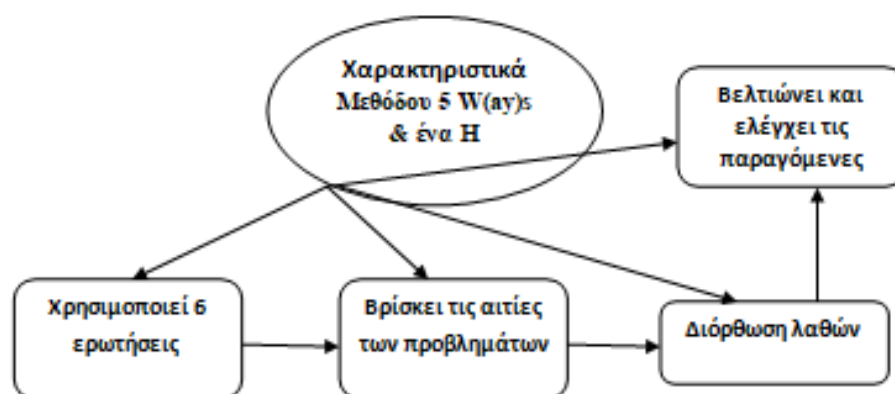 Χαρακτηριστικά
Μεθόδου 5 W(ay)s
& ένα Η
Βελτιώνει και
ελέγχει τις
παραγόμενες
Χρησιμοποιεί 6
ερωτήσεις
Βρίσκει τις αιτίες
των προβλημάτων
Διόρθωση λαθών